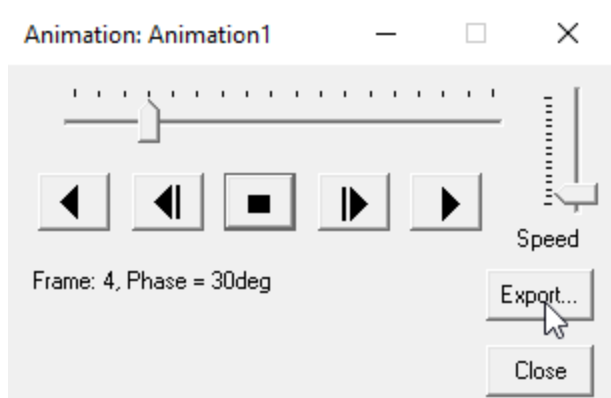 Animation: Animation1
Speed
Frame: 4, Phase = 30deg
Export...
Close